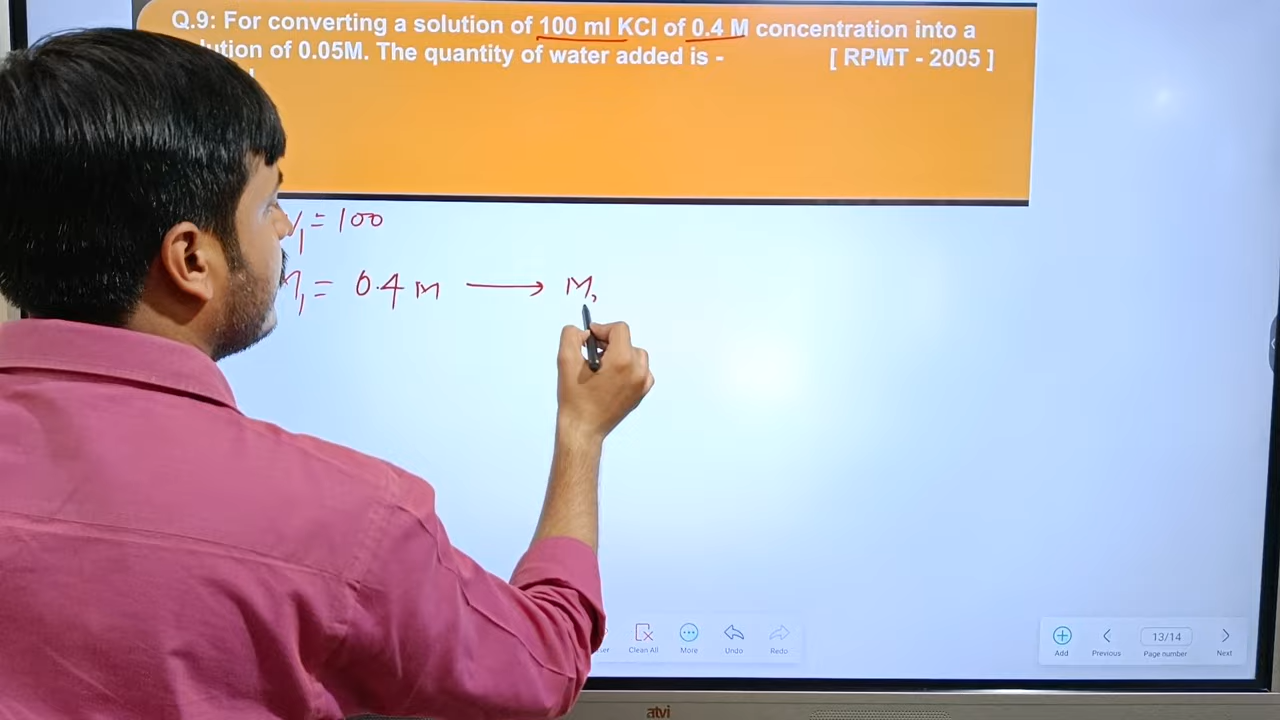 Q.9: For converting a solution of 100 ml KCl of 0.4 M concentration into a
ution of 0.05M. The quantity of water added is - [ RPMT - 2005 ]
V₁ = 100
M₁ = 0.4 M → M₂
Clean All More Undo Redo
Add Previous 13/14 Page number Next
atvi